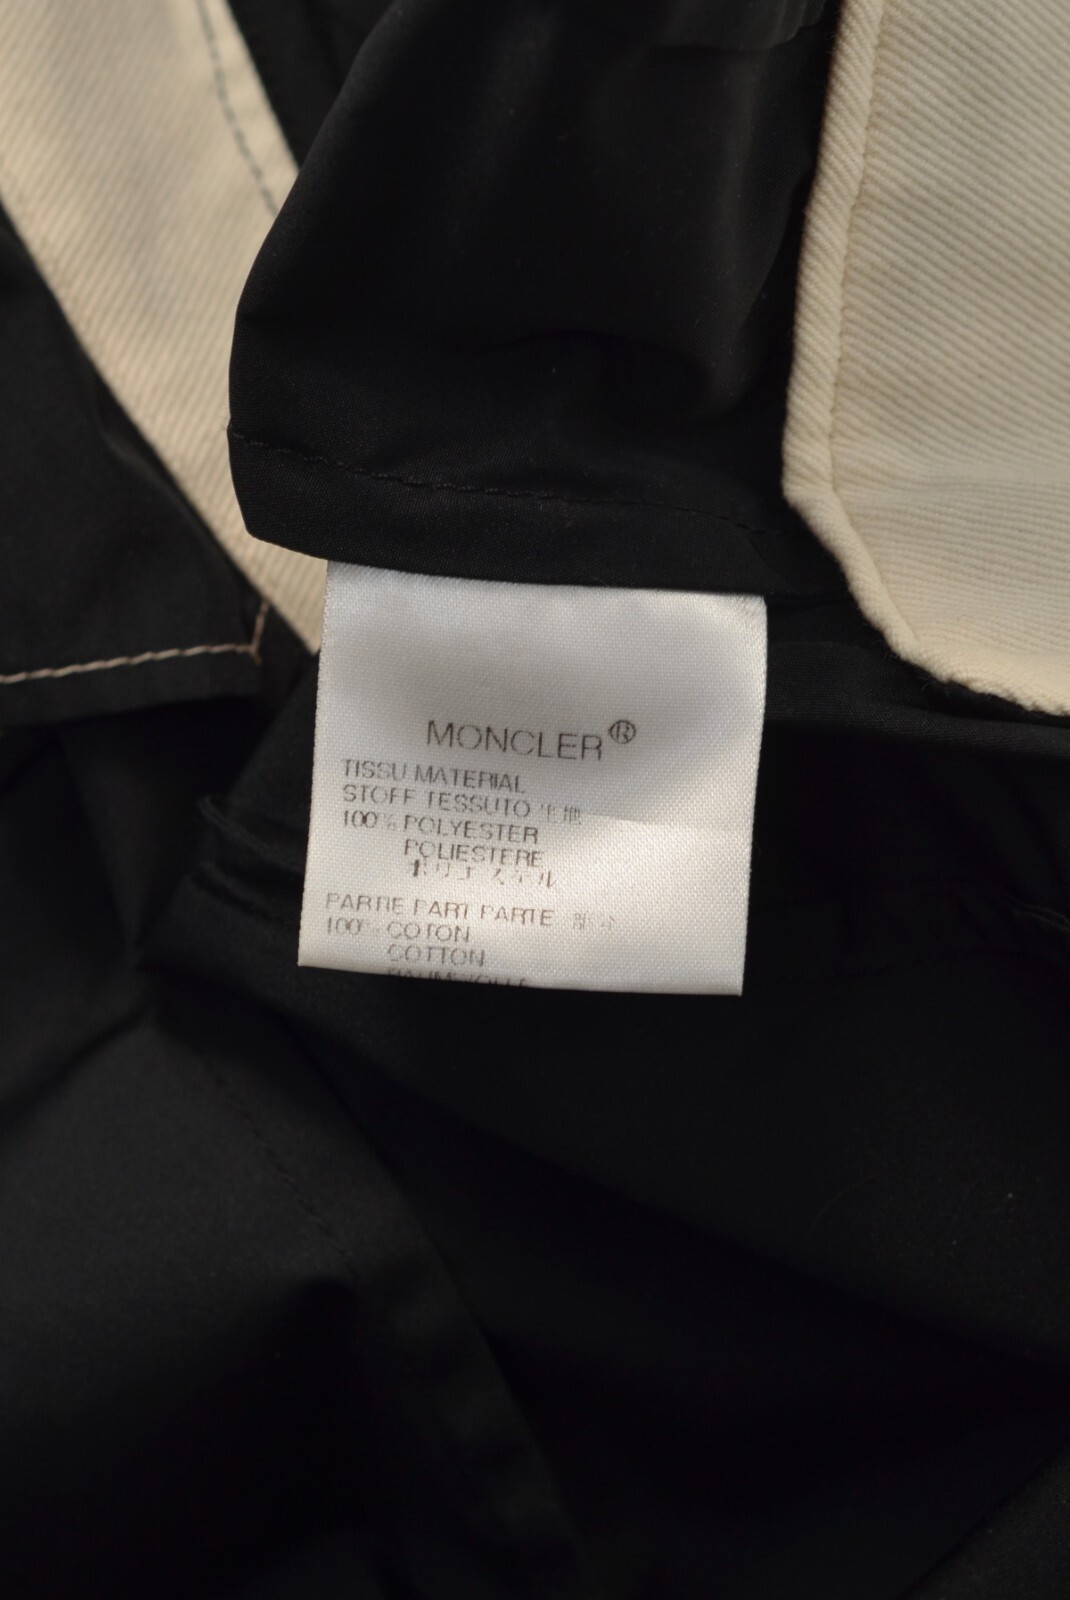 MONCLER®
TISSU MATERIAL
STOFF TESSUTO 生地
100% POLYESTER
POLIESTERE
ポリエステル
PARTIE PART PARTE 部分
100% COTON
COTTON
BAUMWOLLE